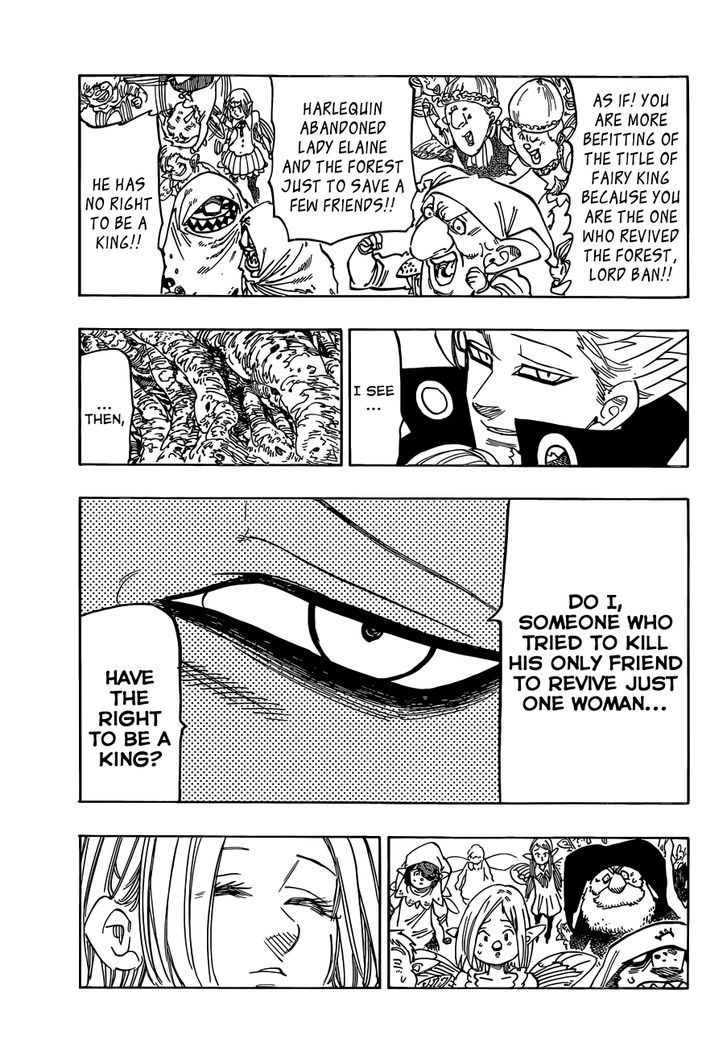 AS IF! YOU
ARE MORE
BEFITTING OF
THE TITLE OF
FAIRY KING
BECAUSE YOU
ARE THE ONE
WHO REVIVED
THE FOREST,
LORD BAN!!
HARLEQUIN
ABANDONED
LADY ELAINE
AND THE FOREST
JUST TO SAVE A
FEW FRIENDS!!
HE HAS
NO RIGHT
TO BE A
KING!!
I SEE
...
...
THEN,
DO I,
SOMEONE WHO
TRIED TO KILL
HIS ONLY FRIEND
TO REVIVE JUST
ONE WOMAN...
HAVE
THE
RIGHT
TO BE A
KING?